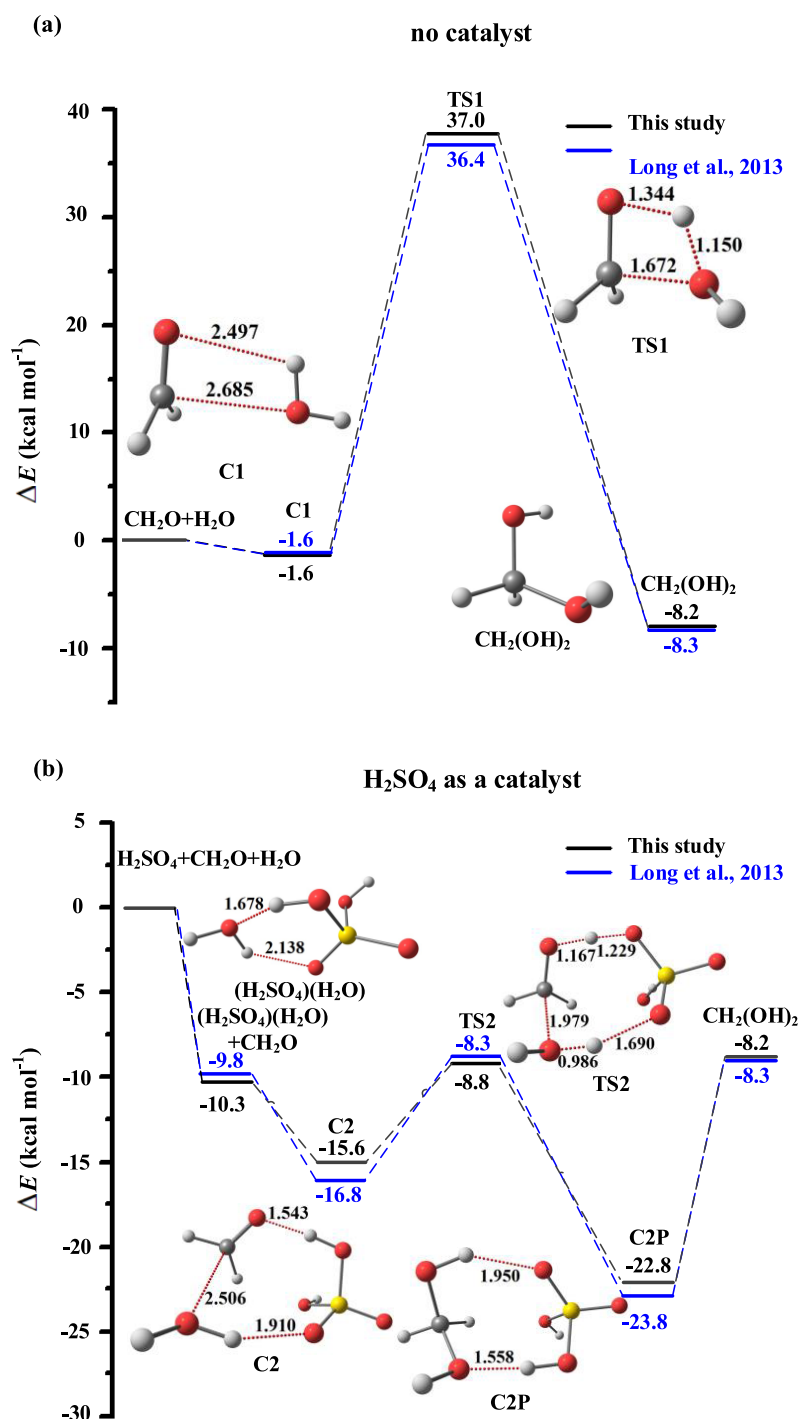 (a)
no catalyst
40
30
20
10
0
-10
ΔE (kcal mol⁻¹)
TS1
37.0
36.4
This study
Long et al., 2013
1.344
1.150
1.672
TS1
2.497
2.685
C1
CH₂O+H₂O
C1
-1.6
-1.6
CH₂(OH)₂
CH₂(OH)₂
-8.2
-8.3
(b)
H₂SO₄ as a catalyst
5
0
-5
-10
-15
-20
-25
-30
ΔE (kcal mol⁻¹)
This study
Long et al., 2013
H₂SO₄+CH₂O+H₂O
1.678
2.138
(H₂SO₄)(H₂O)
(H₂SO₄)(H₂O)
+CH₂O
-9.8
-10.3
C2
-15.6
-16.8
TS2
-8.3
-8.8
1.167
1.229
1.979
1.690
0.986
TS2
CH₂(OH)₂
-8.2
-8.3
C2P
-22.8
-23.8
1.543
2.506
1.910
C2
1.950
1.558
C2P